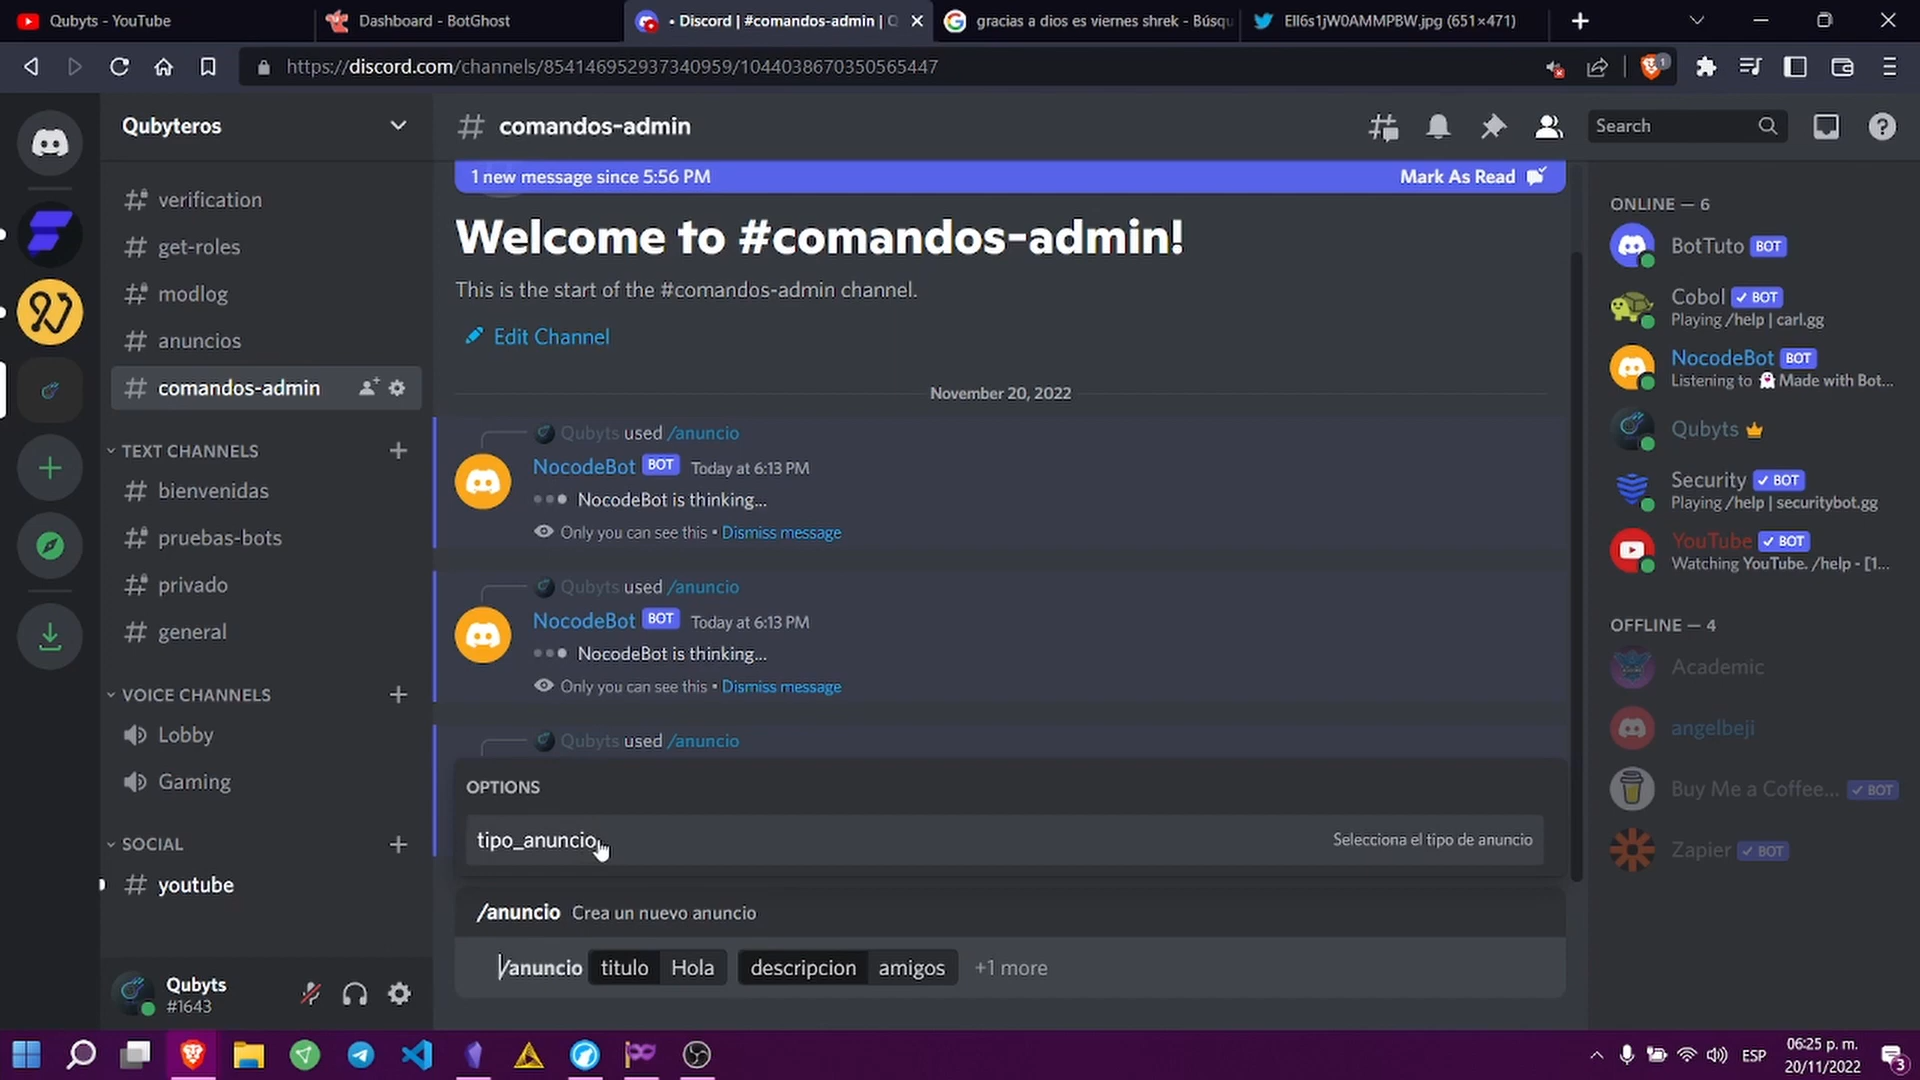 Qubyts - YouTube
Dashboard - BotGhost
• Discord | #comandos-admin |
gracias a dios es viernes shrek - Búsqu
EIl6s1jW0AMMPBW.jpg (651×471)
https://discord.com/channels/854146952937340959/1044038670350565447
1
Qubyteros
comandos-admin
Search
verification
get-roles
modlog
anuncios
comandos-admin
TEXT CHANNELS
bienvenidas
pruebas-bots
privado
general
VOICE CHANNELS
Lobby
Gaming
SOCIAL
youtube
Qubyts
#1643
1 new message since 5:56 PM
Mark As Read
Welcome to #comandos-admin!
This is the start of the #comandos-admin channel.
Edit Channel
November 20, 2022
Qubyts used /anuncio
NocodeBot BOT Today at 6:13 PM
NocodeBot is thinking...
Only you can see this • Dismiss message
Qubyts used /anuncio
NocodeBot BOT Today at 6:13 PM
NocodeBot is thinking...
Only you can see this • Dismiss message
Qubyts used /anuncio
OPTIONS
tipo_anuncio Selecciona el tipo de anuncio
/anuncio Crea un nuevo anuncio
/anuncio titulo Hola descripcion amigos +1 more
ONLINE — 6
BotTuto BOT
Cobol BOT
Playing /help | carl.gg
NocodeBot BOT
Listening to Made with Bot...
Qubyts
Security BOT
Playing /help | securitybot.gg
YouTube BOT
Watching YouTube. /help - [1...
OFFLINE — 4
Academic
angelbeji
Buy Me a Coffee... BOT
Zapier BOT
ESP
06:25 p. m.
20/11/2022
3